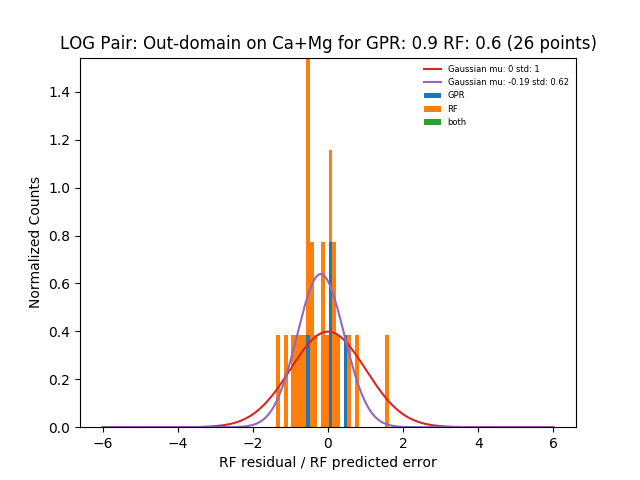 LOG Pair: Out-domain on Ca+Mg for GPR: 0.9 RF: 0.6 (26 points)
Gaussian mu: 0 std: 1
Gaussian mu: -0.19 std: 0.62
GPR
RF
both
Normalized Counts
1.4
1.2
1.0
0.8
0.6
0.4
0.2
0.0
−6 −4 −2 0 2 4 6
RF residual / RF predicted error